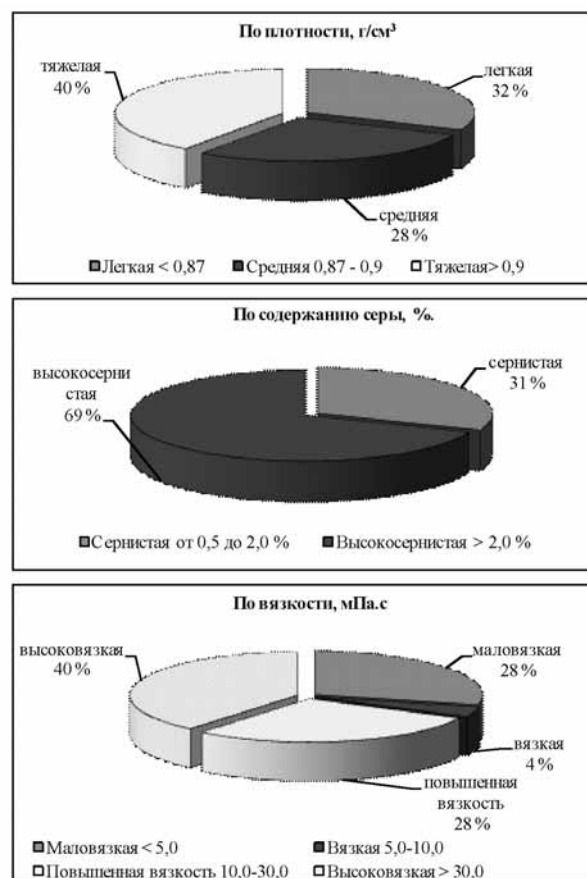 По плотности, г/см³
тяжелая
40 %
легкая
32 %
средняя
28 %
Легкая < 0,87 Средняя 0,87 - 0,9 Тяжелая> 0,9
По содержанию серы, %.
высокосерни
стая
69 %
сернистая
31 %
Сернистая от 0,5 до 2,0 % Высокосернистая > 2,0 %
По вязкости, мПа.с
высоковязкая
40 %
маловязкая
28 %
вязкая
4 %
повышенная
вязкость
28 %
Маловязкая < 5,0 Вязкая 5,0-10,0
Повышенная вязкость 10,0-30,0 Высоковязкая > 30,0